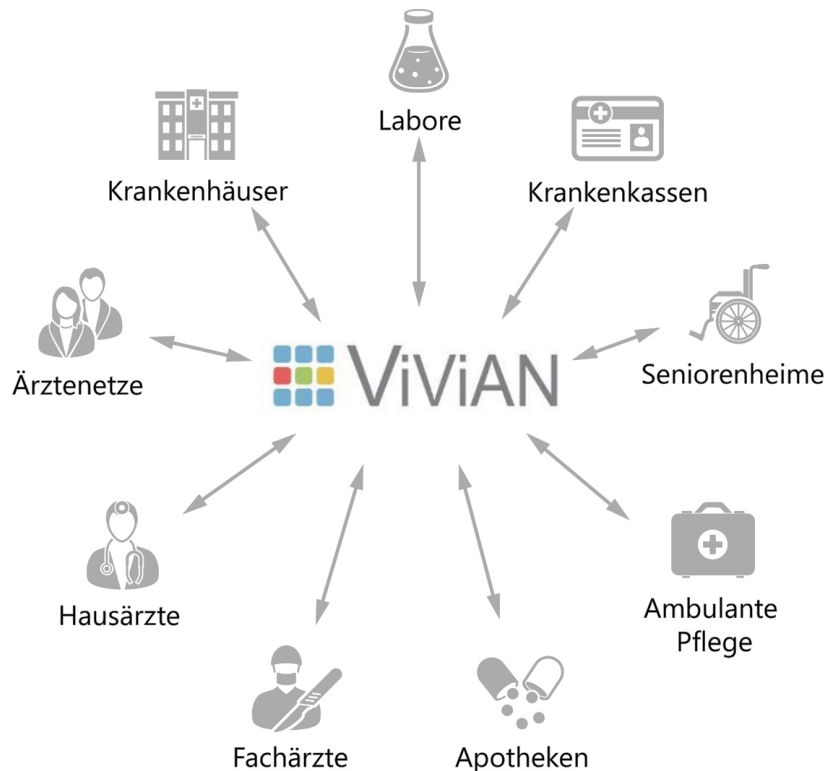 Labore
Krankenhäuser
Krankenkassen
Ärztenetze
ViViAN
Seniorenheime
Hausärzte
Ambulante
Pflege
Fachärzte
Apotheken